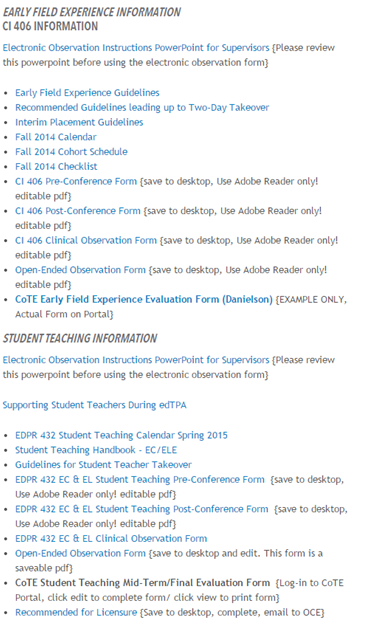 EARLY FIELD EXPERIENCE INFORMATION
CI 406 INFORMATION
Electronic Observation Instructions PowerPoint for Supervisors {Please review
this powerpoint before using the electronic observation form}
• Early Field Experience Guidelines
• Recommended Guidelines leading up to Two-Day Takeover
• Interim Placement Guidelines
• Fall 2014 Calendar
• Fall 2014 Cohort Schedule
• Fall 2014 Checklist
• CI 406 Pre-Conference Form {save to desktop, Use Adobe Reader only!
editable pdf}
• CI 406 Post-Conference Form {save to desktop, Use Adobe Reader only!
editable pdf}
• CI 406 Clinical Observation Form {save to desktop, Use Adobe Reader only!
editable pdf}
• Open-Ended Observation Form {save to desktop, Use Adobe Reader only!
editable pdf}
• CoTE Early Field Experience Evaluation Form (Danielson) {EXAMPLE ONLY,
Actual Form on Portal}
STUDENT TEACHING INFORMATION
Electronic Observation Instructions PowerPoint for Supervisors {Please review
this powerpoint before using the electronic observation form}
Supporting Student Teachers During edTPA
• EDPR 432 Student Teaching Calendar Spring 2015
• Student Teaching Handbook - EC/ELE
• Guidelines for Student Teacher Takeover
• EDPR 432 EC & EL Student Teaching Pre-Conference Form {save to desktop,
Use Adobe Reader only! editable pdf}
• EDPR 432 EC & EL Student Teaching Post-Conference Form {save to desktop,
Use Adobe Reader only! editable pdf}
• EDPR 432 EC & EL Clinical Observation Form
• Open-Ended Observation Form {save to desktop and edit. This form is a
saveable pdf}
• CoTE Student Teaching Mid-Term/Final Evaluation Form {Log-in to CoTE
Portal, click edit to complete form/ click view to print form}
• Recommended for Licensure {Save to desktop, complete, email to OCE}